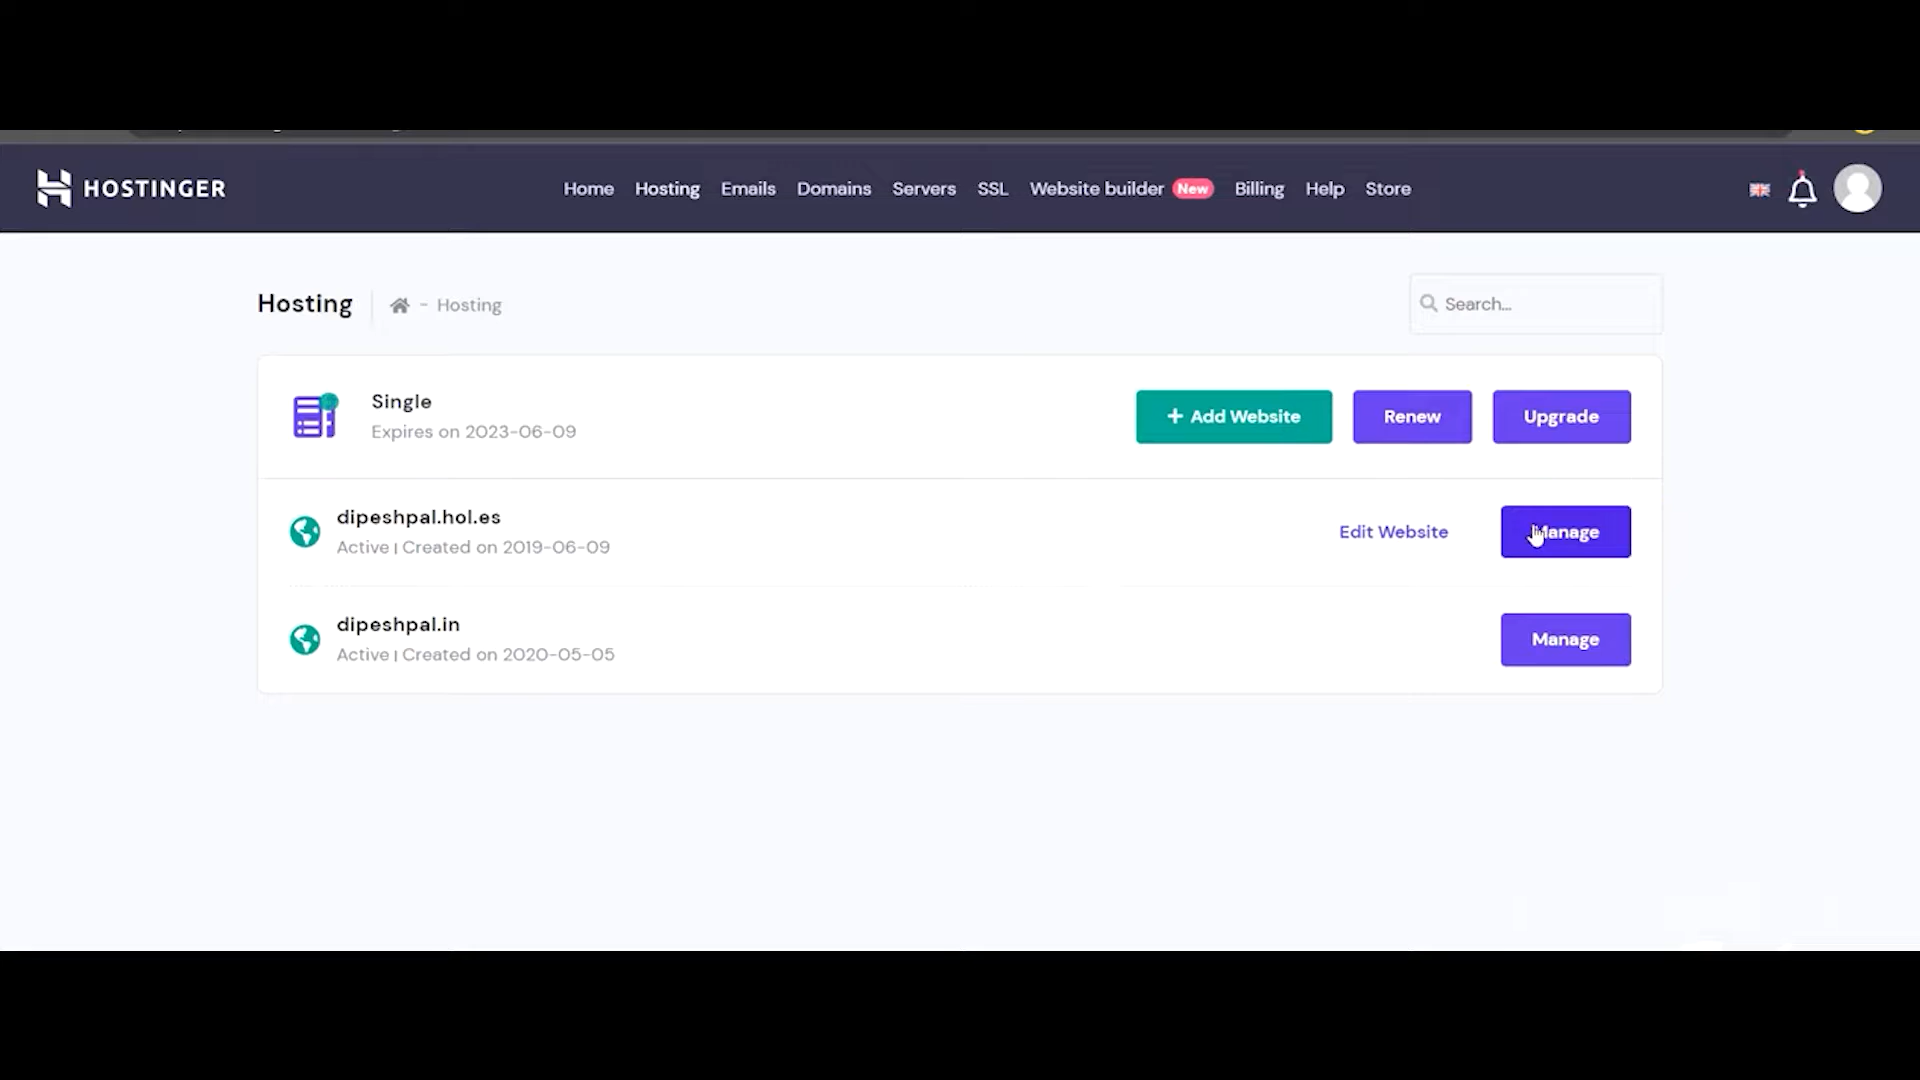 HOSTINGER
Home Hosting Emails Domains Servers SSL Website builder New Billing Help Store
Hosting - Hosting
Search...
Single
Expires on 2023-06-09
+ Add Website Renew Upgrade
dipeshpal.hol.es
Active | Created on 2019-06-09
Edit Website Manage
dipeshpal.in
Active | Created on 2020-05-05
Manage